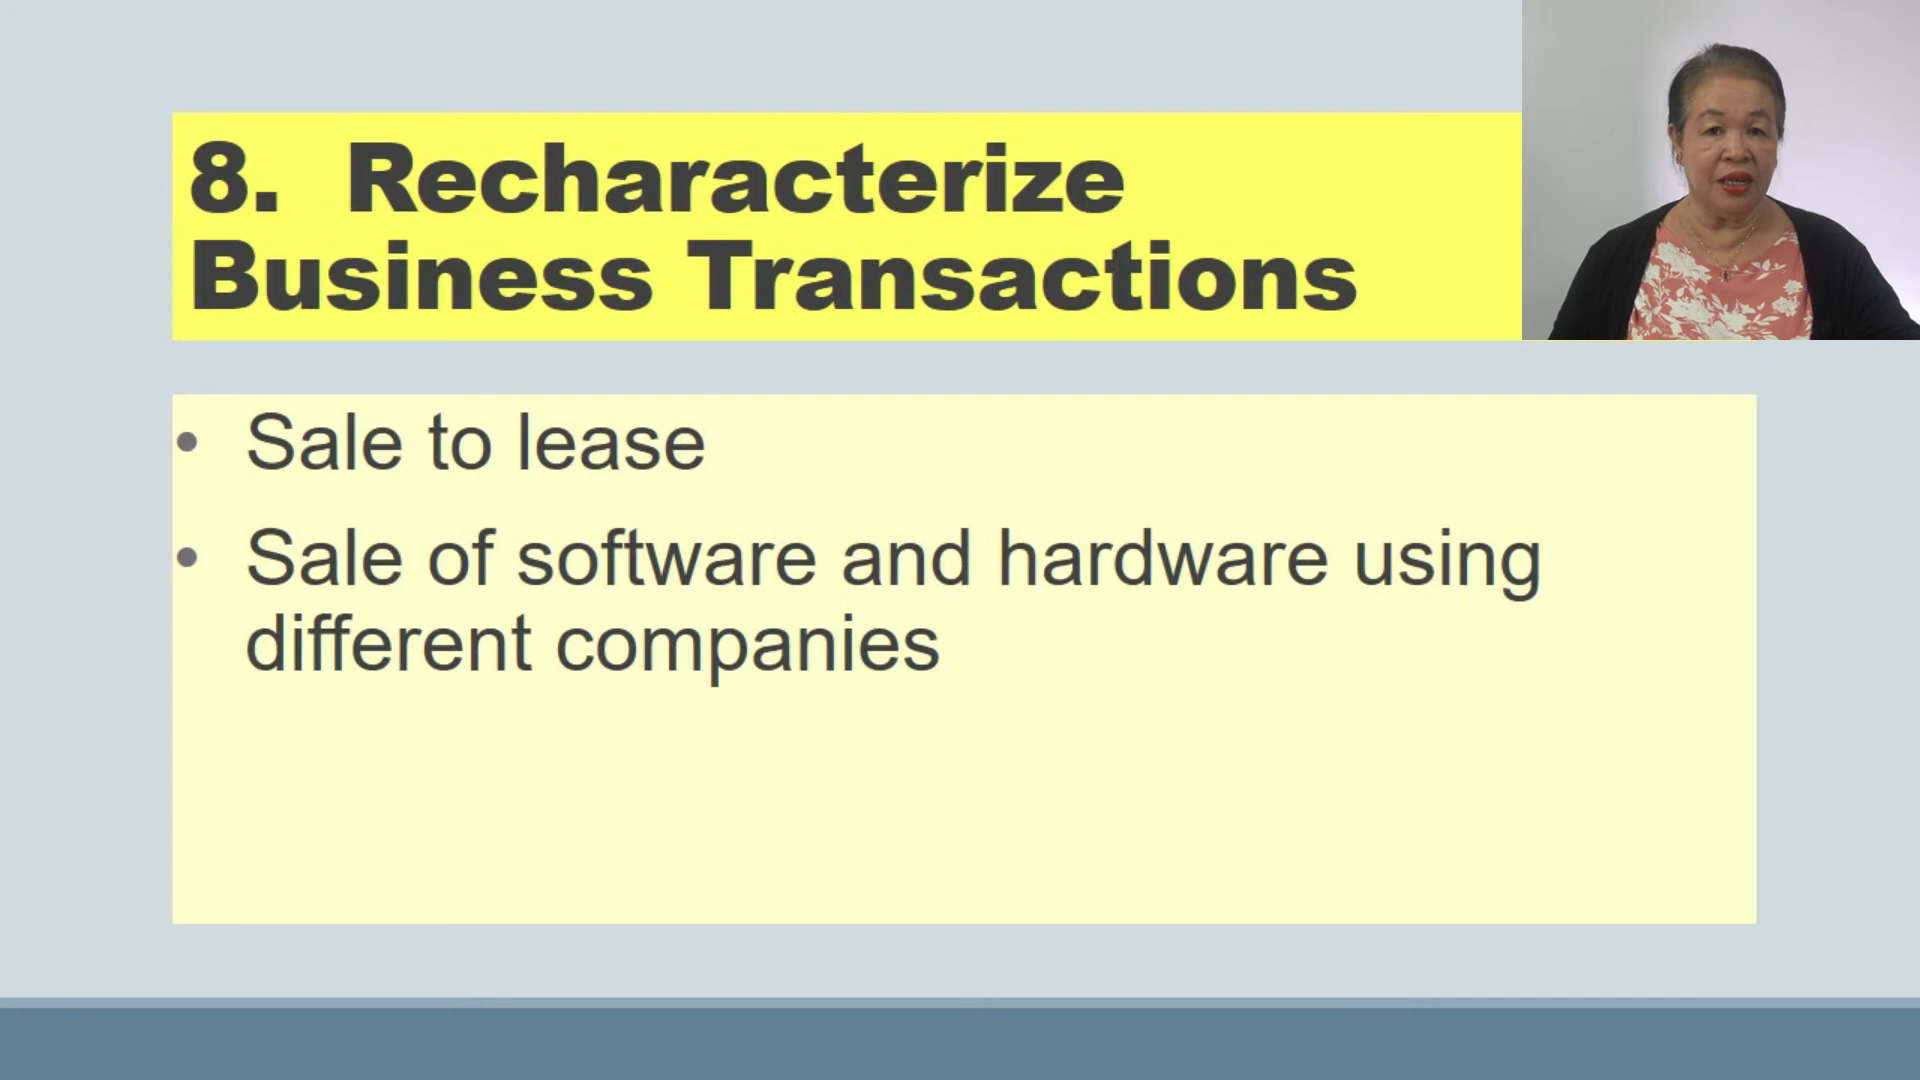 8. Recharacterize
Business Transactions
• Sale to lease
• Sale of software and hardware using
different companies